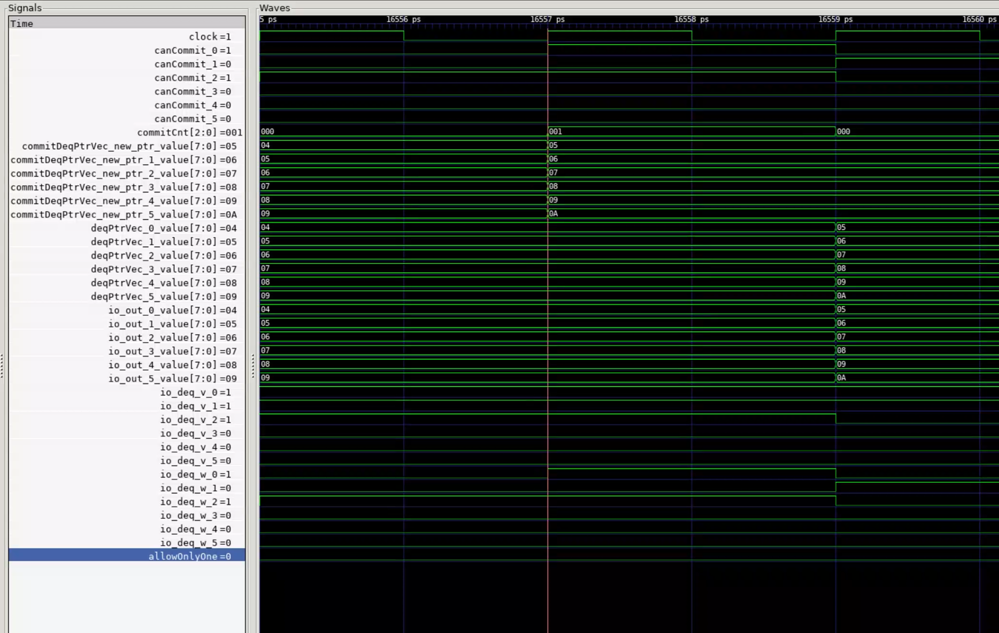 Signals
Waves
Time
5 ps 16556 ps 16557 ps 16558 ps 16559 ps 16560 ps
clock =1
canCommit_0 =1
canCommit_1 =0
canCommit_2 =1
canCommit_3 =0
canCommit_4 =0
canCommit_5 =0
commitCnt[2:0] =001 000 001 000
commitDeqPtrVec_new_ptr_value[7:0] =05 04 05
commitDeqPtrVec_new_ptr_1_value[7:0] =06 05 06
commitDeqPtrVec_new_ptr_2_value[7:0] =07 06 07
commitDeqPtrVec_new_ptr_3_value[7:0] =08 07 08
commitDeqPtrVec_new_ptr_4_value[7:0] =09 08 09
commitDeqPtrVec_new_ptr_5_value[7:0] =0A 09 0A
deqPtrVec_0_value[7:0] =04 04 05
deqPtrVec_1_value[7:0] =05 05 06
deqPtrVec_2_value[7:0] =06 06 07
deqPtrVec_3_value[7:0] =07 07 08
deqPtrVec_4_value[7:0] =08 08 09
deqPtrVec_5_value[7:0] =09 09 0A
io_out_0_value[7:0] =04 04 05
io_out_1_value[7:0] =05 05 06
io_out_2_value[7:0] =06 06 07
io_out_3_value[7:0] =07 07 08
io_out_4_value[7:0] =08 08 09
io_out_5_value[7:0] =09 09 0A
io_deq_v_0 =1
io_deq_v_1 =1
io_deq_v_2 =1
io_deq_v_3 =0
io_deq_v_4 =0
io_deq_v_5 =0
io_deq_w_0 =1
io_deq_w_1 =0
io_deq_w_2 =1
io_deq_w_3 =0
io_deq_w_4 =0
io_deq_w_5 =0
allowOnlyOne =0